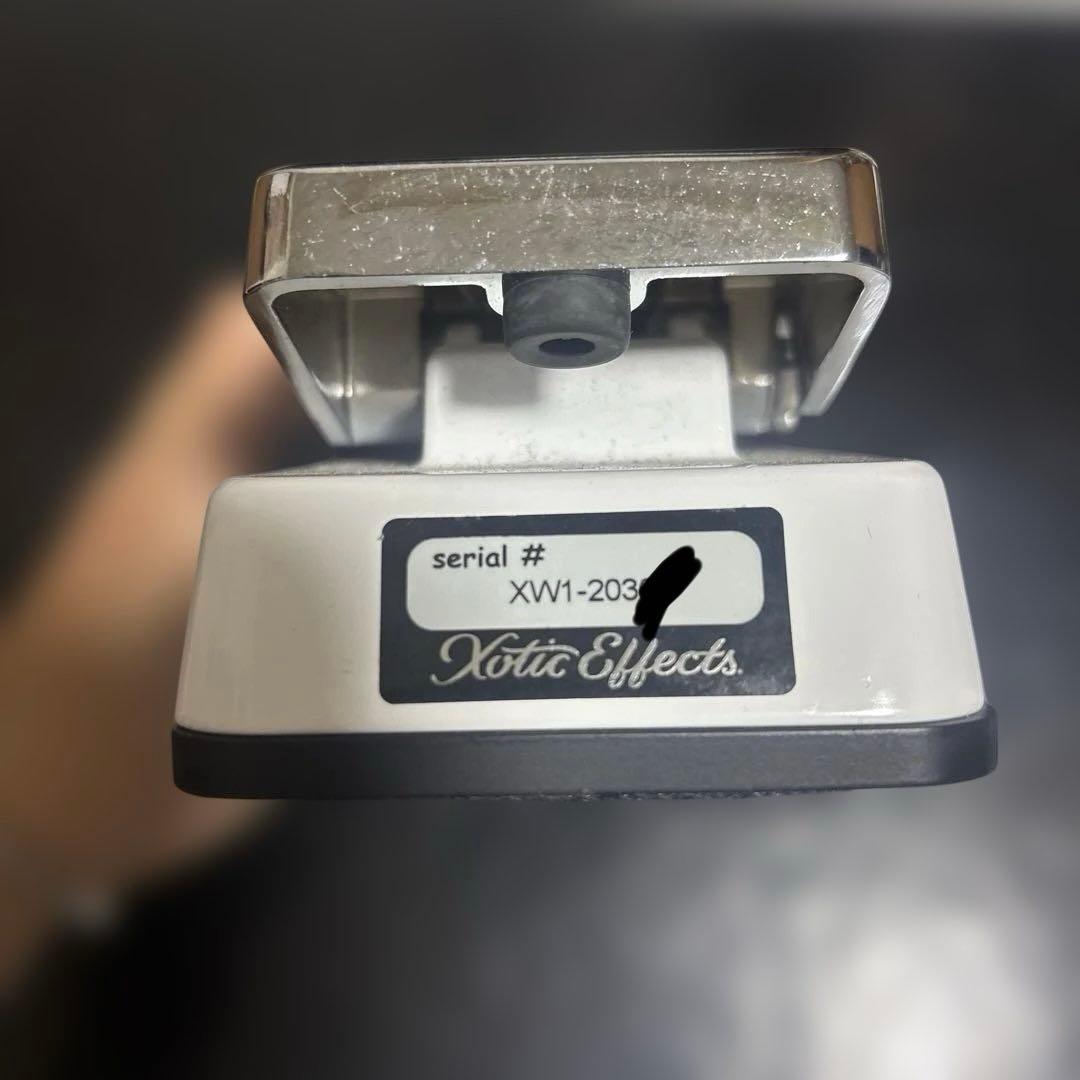 serial #
XW1-203
Xotic Effects